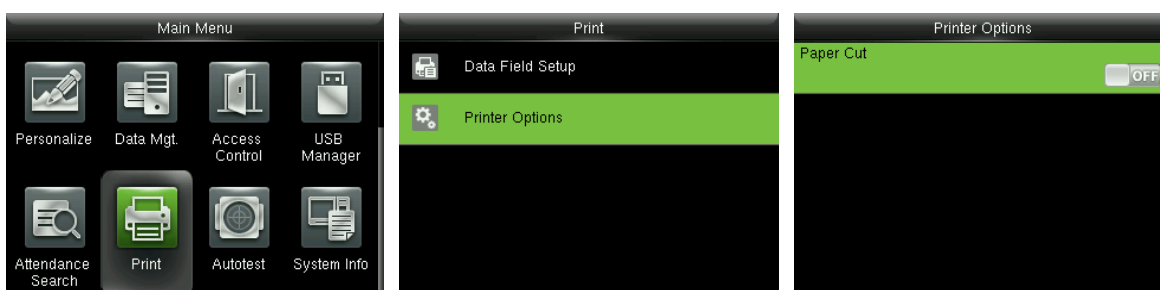 Main Menu
Personalize
Data Mgt.
Access
Control
USB
Manager
Attendance
Search
Print
Autotest
System Info
Print
Data Field Setup
Printer Options
Printer Options
Paper Cut
OFF